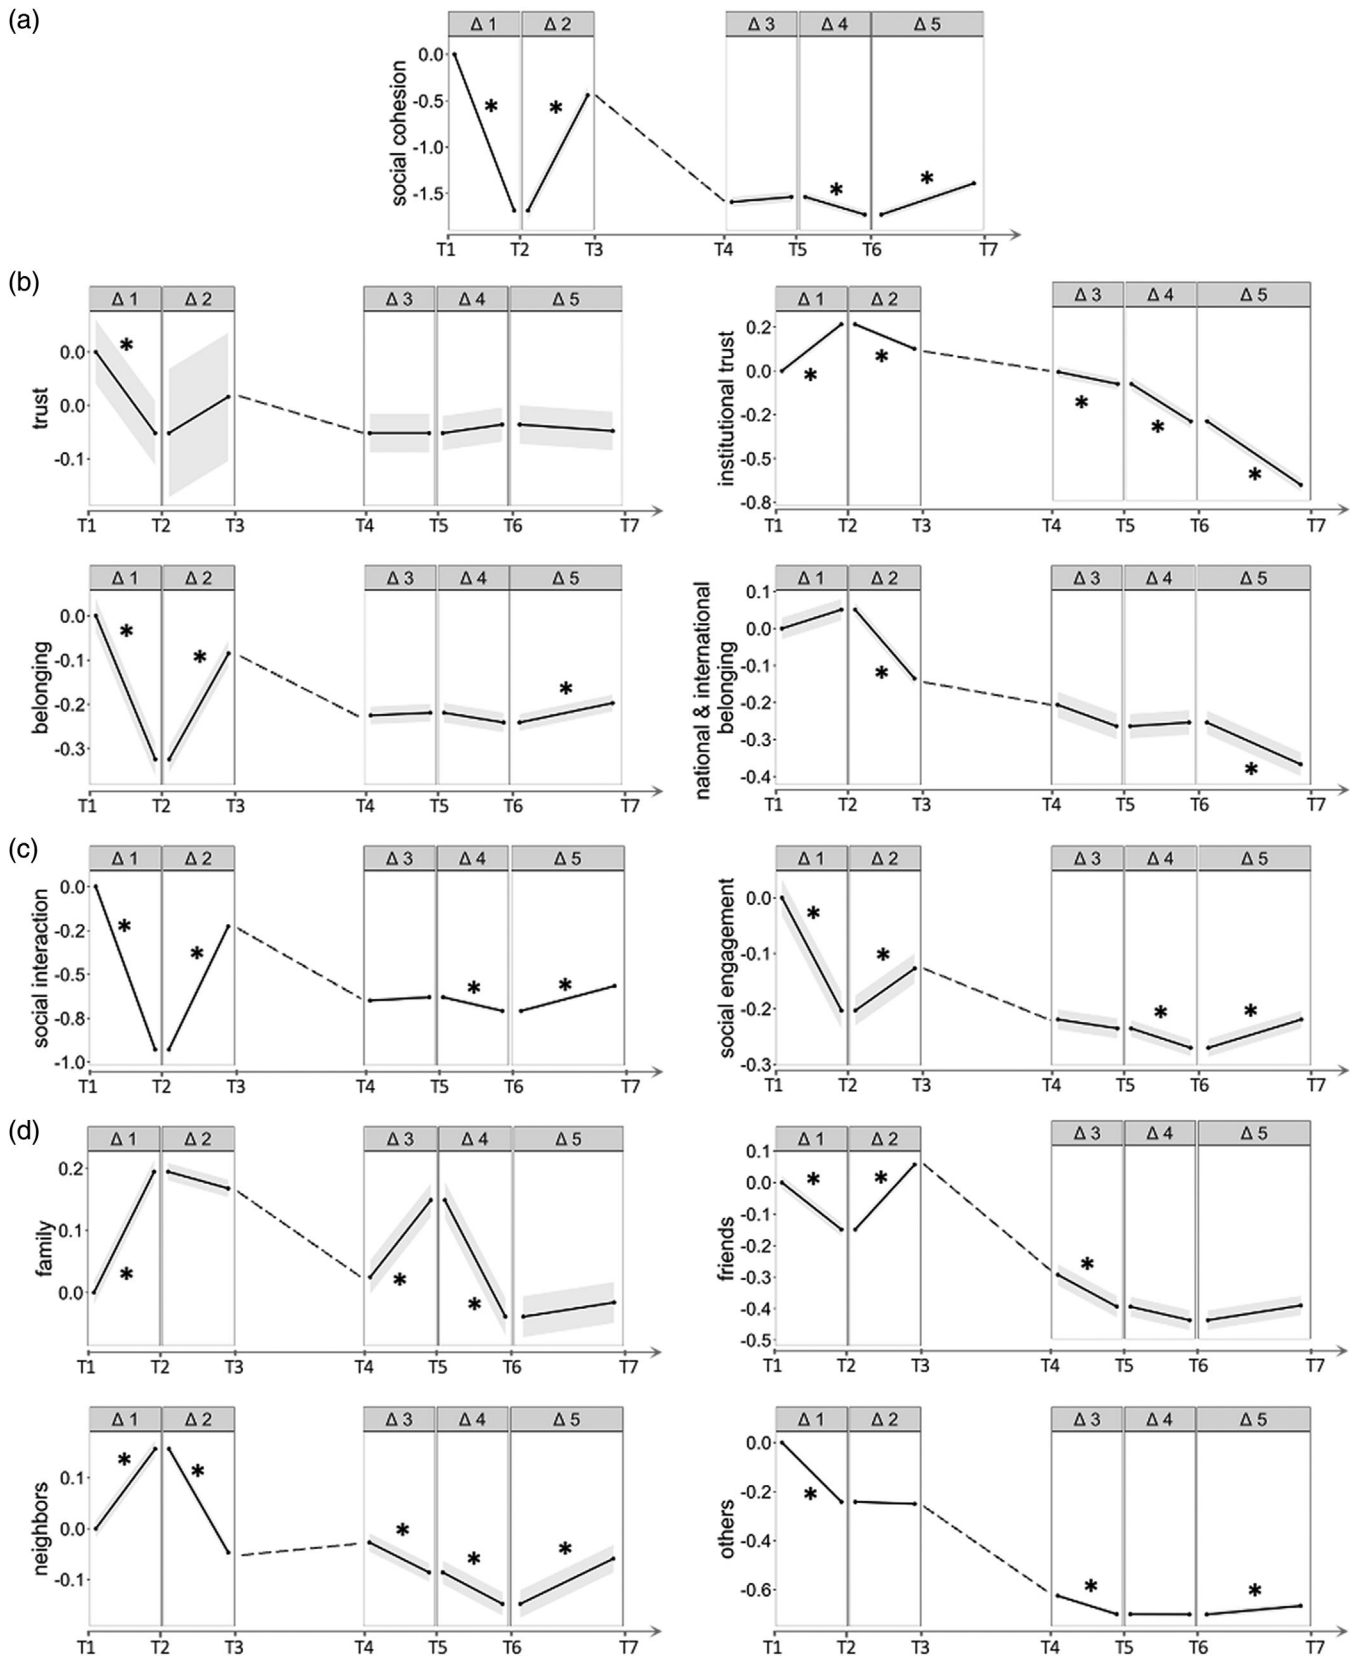 (a)
Δ 1 Δ 2 Δ 3 Δ 4 Δ 5
social cohesion
0.0
-0.5
-1.0
-1.5
* * * *
T1 T2 T3 T4 T5 T6 T7
(b)
Δ 1 Δ 2 Δ 3 Δ 4 Δ 5
trust
0.0
0.0
-0.1
*
T1 T2 T3 T4 T5 T6 T7
Δ 1 Δ 2 Δ 3 Δ 4 Δ 5
institutional trust
0.2
0.0
-0.2
-0.5
-0.8
* * * * *
T1 T2 T3 T4 T5 T6 T7
Δ 1 Δ 2 Δ 3 Δ 4 Δ 5
belonging
0.0
-0.1
-0.2
-0.3
* * *
T1 T2 T3 T4 T5 T6 T7
Δ 1 Δ 2 Δ 3 Δ 4 Δ 5
national & international
belonging
0.1
0.0
-0.1
-0.2
-0.3
-0.4
* *
T1 T2 T3 T4 T5 T6 T7
(c)
Δ 1 Δ 2 Δ 3 Δ 4 Δ 5
social interaction
0.0
-0.2
-0.5
-0.8
-1.0
* * * *
T1 T2 T3 T4 T5 T6 T7
Δ 1 Δ 2 Δ 3 Δ 4 Δ 5
social engagement
0.0
-0.1
-0.2
-0.3
* * * *
T1 T2 T3 T4 T5 T6 T7
(d)
Δ 1 Δ 2 Δ 3 Δ 4 Δ 5
family
0.2
0.1
0.0
* * *
T1 T2 T3 T4 T5 T6 T7
Δ 1 Δ 2 Δ 3 Δ 4 Δ 5
friends
0.1
0.0
-0.1
-0.2
-0.3
-0.4
-0.5
* * *
T1 T2 T3 T4 T5 T6 T7
Δ 1 Δ 2 Δ 3 Δ 4 Δ 5
neighbors
0.1
0.0
-0.1
* * * * *
T1 T2 T3 T4 T5 T6 T7
Δ 1 Δ 2 Δ 3 Δ 4 Δ 5
others
0.0
-0.2
-0.4
-0.6
* * *
T1 T2 T3 T4 T5 T6 T7